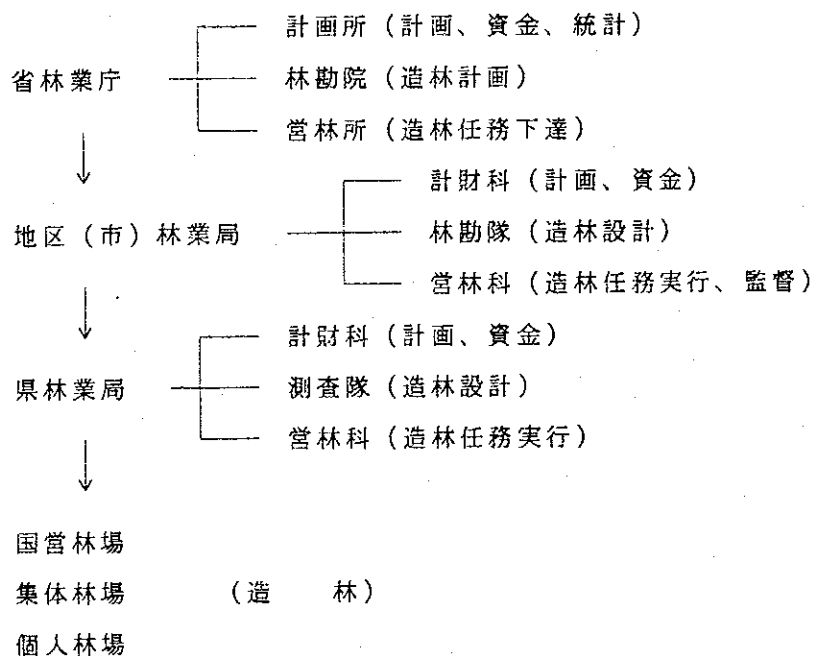 計画所（計画、資金、統計）
省林業庁 林勘院（造林計画）
営林所（造林任務下達）
計財科（計画、資金）
地区（市）林業局 林勘隊（造林設計）
営林科（造林任務実行、監督）
計財科（計画、資金）
県林業局 測査隊（造林設計）
営林科（造林任務実行）
国営林場
集体林場 （造 林）
個人林場